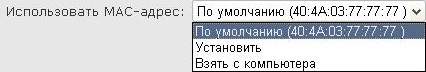 Использовать MAC-адрес: По умолчанию (40:4A:03:77:77:77 )
По умолчанию (40:4A:03:77:77:77 )
Установить
Взять с компьютера